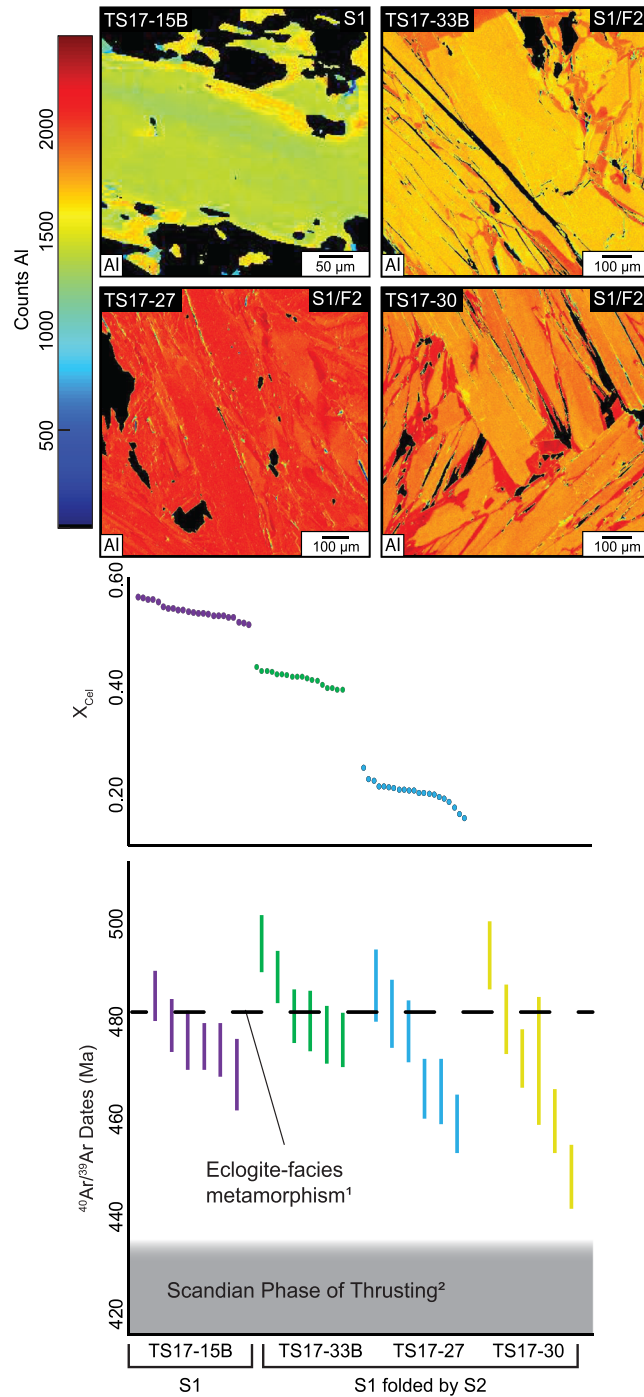 TS17-15B S1
TS17-33B S1/F2
2000
1500
1000
500
Counts Al
Al 50 µm
Al 100 µm
TS17-27
TS17-30 S1/F2
Al 100 µm
Al 100 µm
0.60
0.40
0.20
XCel
500
480
460
440
420
⁴⁰Ar/³⁹Ar Dates (Ma)
Eclogite-facies
metamorphism¹
Scandian Phase of Thrusting²
TS17-15B TS17-33B TS17-27 TS17-30
S1 S1 folded by S2